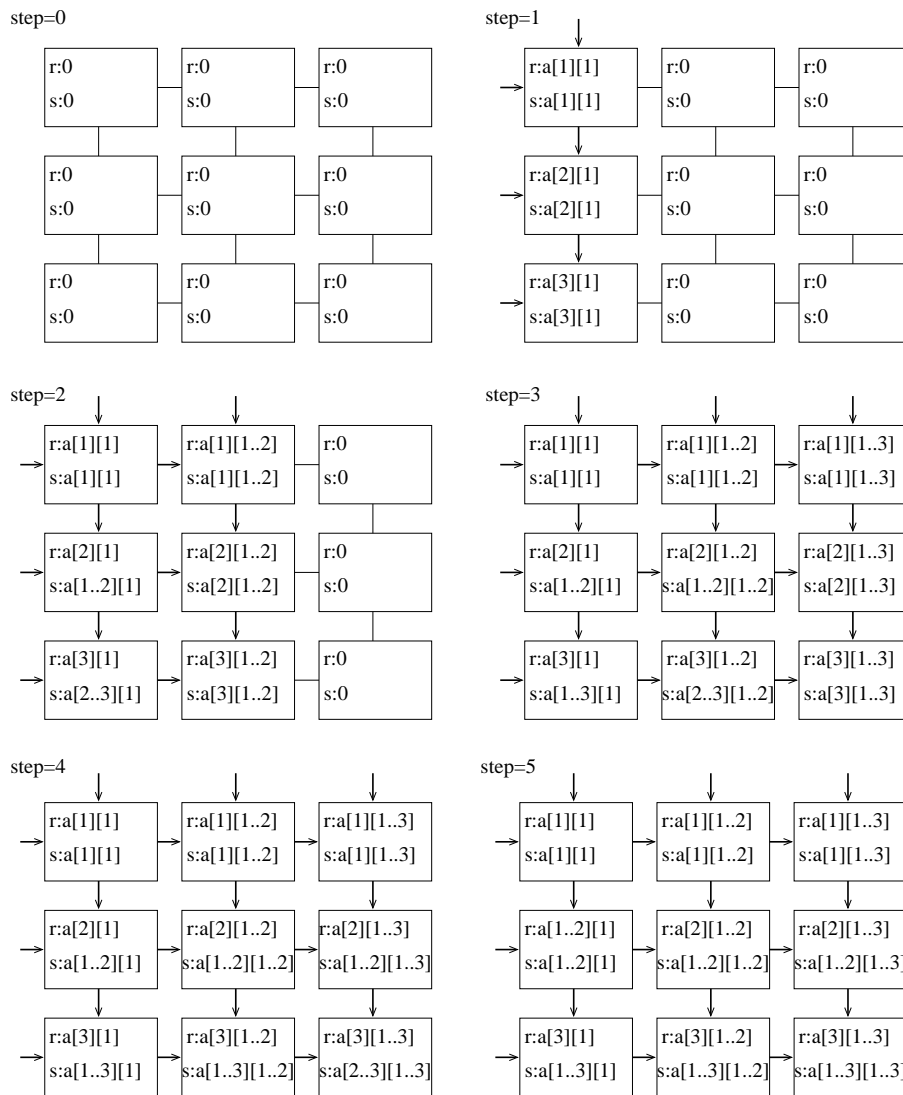 step=0
r:0
s:0
r:0
s:0
r:0
s:0
r:0
s:0
r:0
s:0
r:0
s:0
r:0
s:0
r:0
s:0
r:0
s:0
step=1
r:a[1][1]
s:a[1][1]
r:0
s:0
r:0
s:0
r:a[2][1]
s:a[2][1]
r:0
s:0
r:0
s:0
r:a[3][1]
s:a[3][1]
r:0
s:0
r:0
s:0
step=2
r:a[1][1]
s:a[1][1]
r:a[1][1..2]
s:a[1][1..2]
r:0
s:0
r:a[2][1]
s:a[1..2][1]
r:a[2][1..2]
s:a[2][1..2]
r:0
s:0
r:a[3][1]
s:a[2..3][1]
r:a[3][1..2]
s:a[3][1..2]
r:0
s:0
step=3
r:a[1][1]
s:a[1][1]
r:a[1][1..2]
s:a[1][1..2]
r:a[1][1..3]
s:a[1][1..3]
r:a[2][1]
s:a[1..2][1]
r:a[2][1..2]
s:a[1..2][1..2]
r:a[2][1..3]
s:a[2][1..3]
r:a[3][1]
s:a[1..3][1]
r:a[3][1..2]
s:a[2..3][1..2]
r:a[3][1..3]
s:a[3][1..3]
step=4
r:a[1][1]
s:a[1][1]
r:a[1][1..2]
s:a[1][1..2]
r:a[1][1..3]
s:a[1][1..3]
r:a[2][1]
s:a[1..2][1]
r:a[2][1..2]
s:a[1..2][1..2]
r:a[2][1..3]
s:a[1..2][1..3]
r:a[3][1]
s:a[1..3][1]
r:a[3][1..2]
s:a[1..3][1..2]
r:a[3][1..3]
s:a[2..3][1..3]
step=5
r:a[1][1]
s:a[1][1]
r:a[1][1..2]
s:a[1][1..2]
r:a[1][1..3]
s:a[1][1..3]
r:a[1..2][1]
s:a[1..2][1]
r:a[2][1..2]
s:a[1..2][1..2]
r:a[2][1..3]
s:a[1..2][1..3]
r:a[3][1]
s:a[1..3][1]
r:a[3][1..2]
s:a[1..3][1..2]
r:a[3][1..3]
s:a[1..3][1..3]